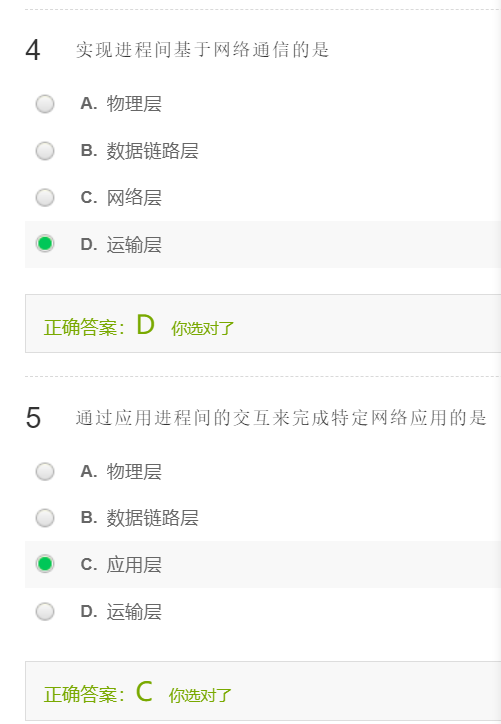 4 实现进程间基于网络通信的是
A. 物理层
B. 数据链路层
C. 网络层
D. 运输层
正确答案：D 你选对了
5 通过应用进程间的交互来完成特定网络应用的是
A. 物理层
B. 数据链路层
C. 应用层
D. 运输层
正确答案：C 你选对了